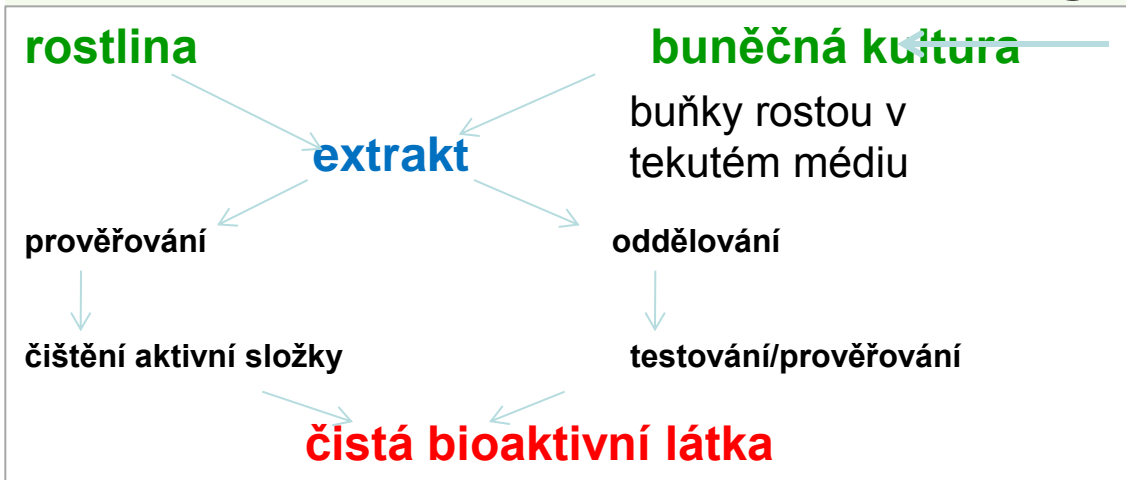 rostlina
buněčná kultura
buňky rostou v
tekutém médiu
extrakt
prověřování
oddělování
čištění aktivní složky
testování/prověřování
čistá bioaktivní látka